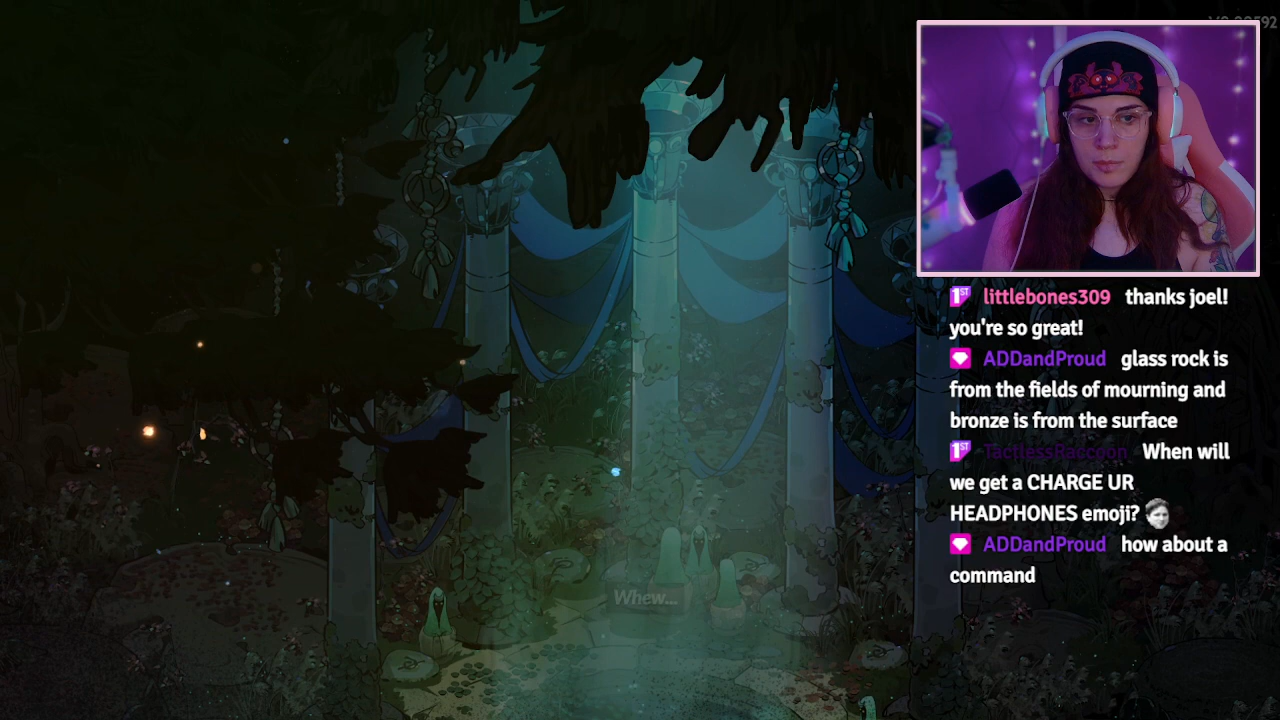 littlebones309 thanks joel!
you're so great!
ADDandProud glass rock is
from the fields of mourning and
bronze is from the surface
TactlessRaccoon When will
we get a CHARGE UR
HEADPHONES emoji?
ADDandProud how about a
command
Whew...